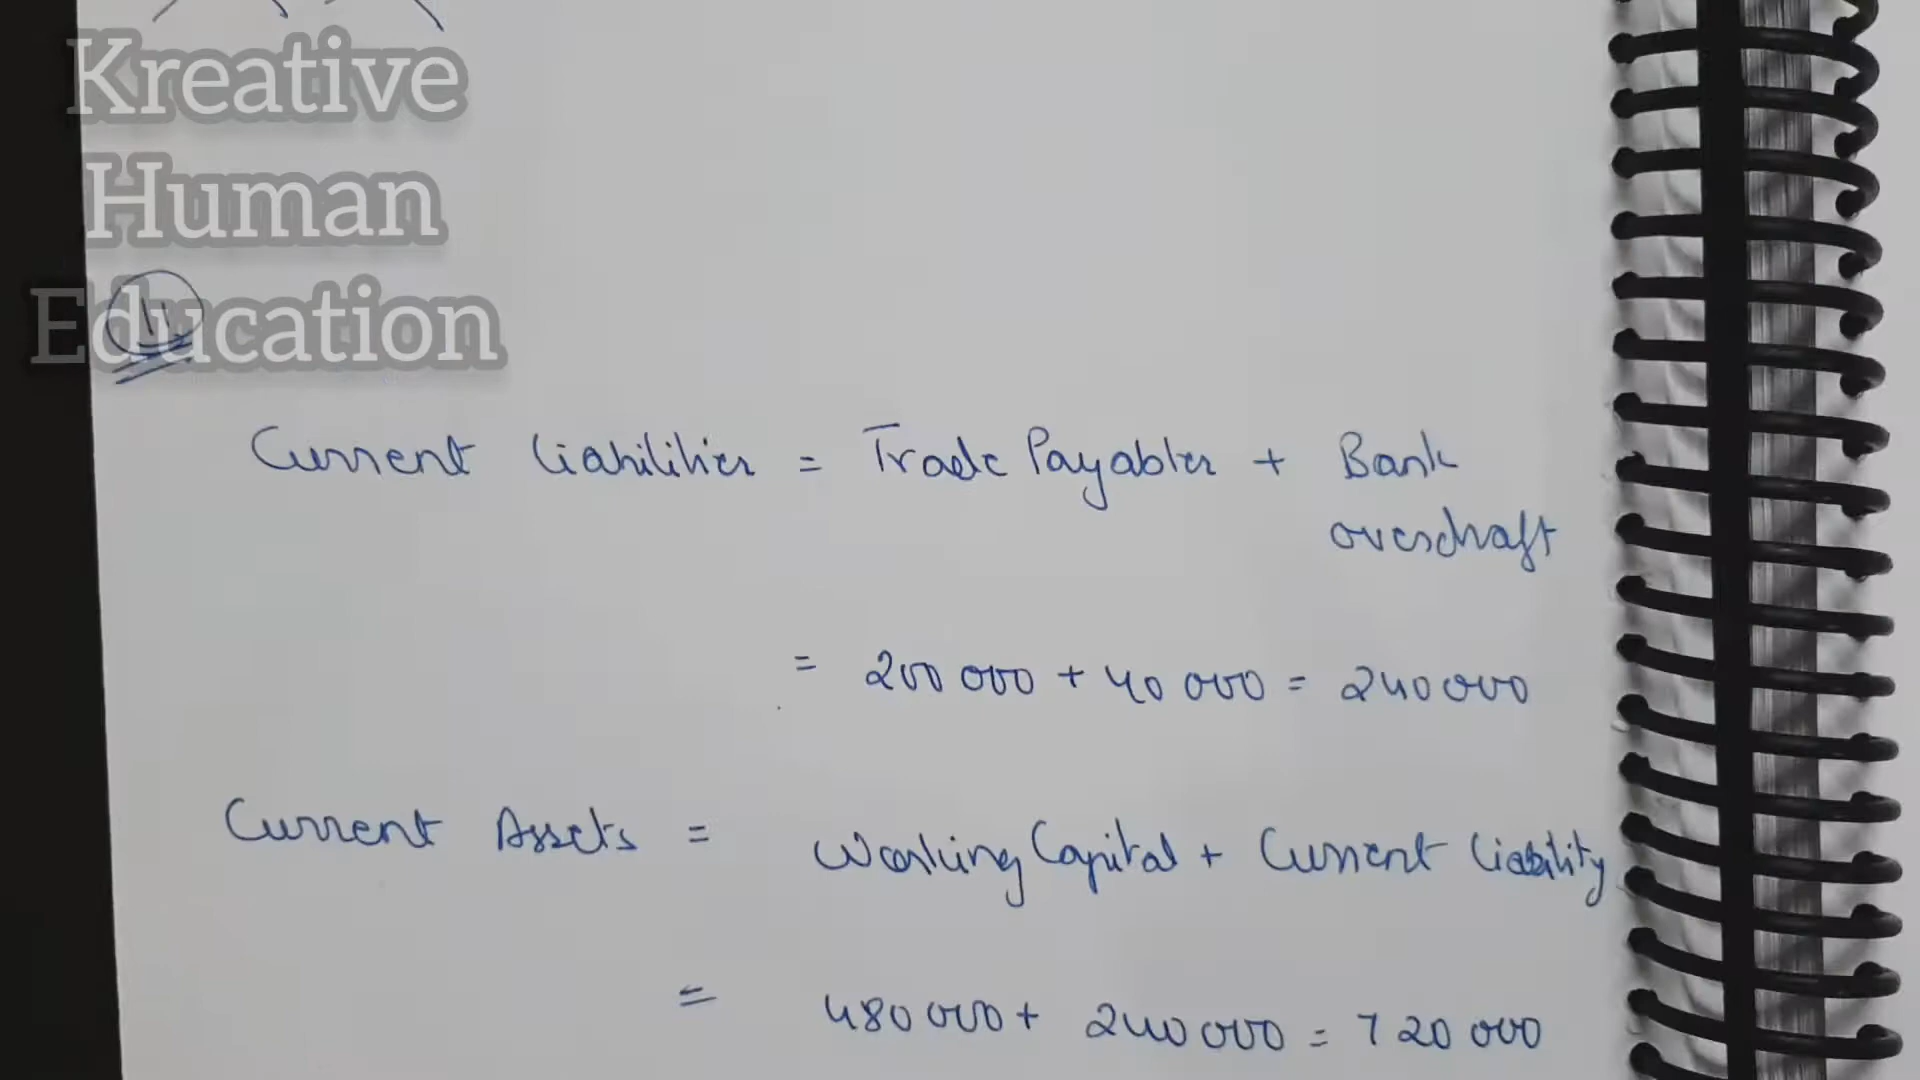 Kreative
Human
Education
11
Current Liabilities = Trade Payables + Bank
overdraft
= 200 000 + 40 000 = 240 000
Current Assets = Working Capital + Current Liability
= 480 000 + 240 000 = 720 000